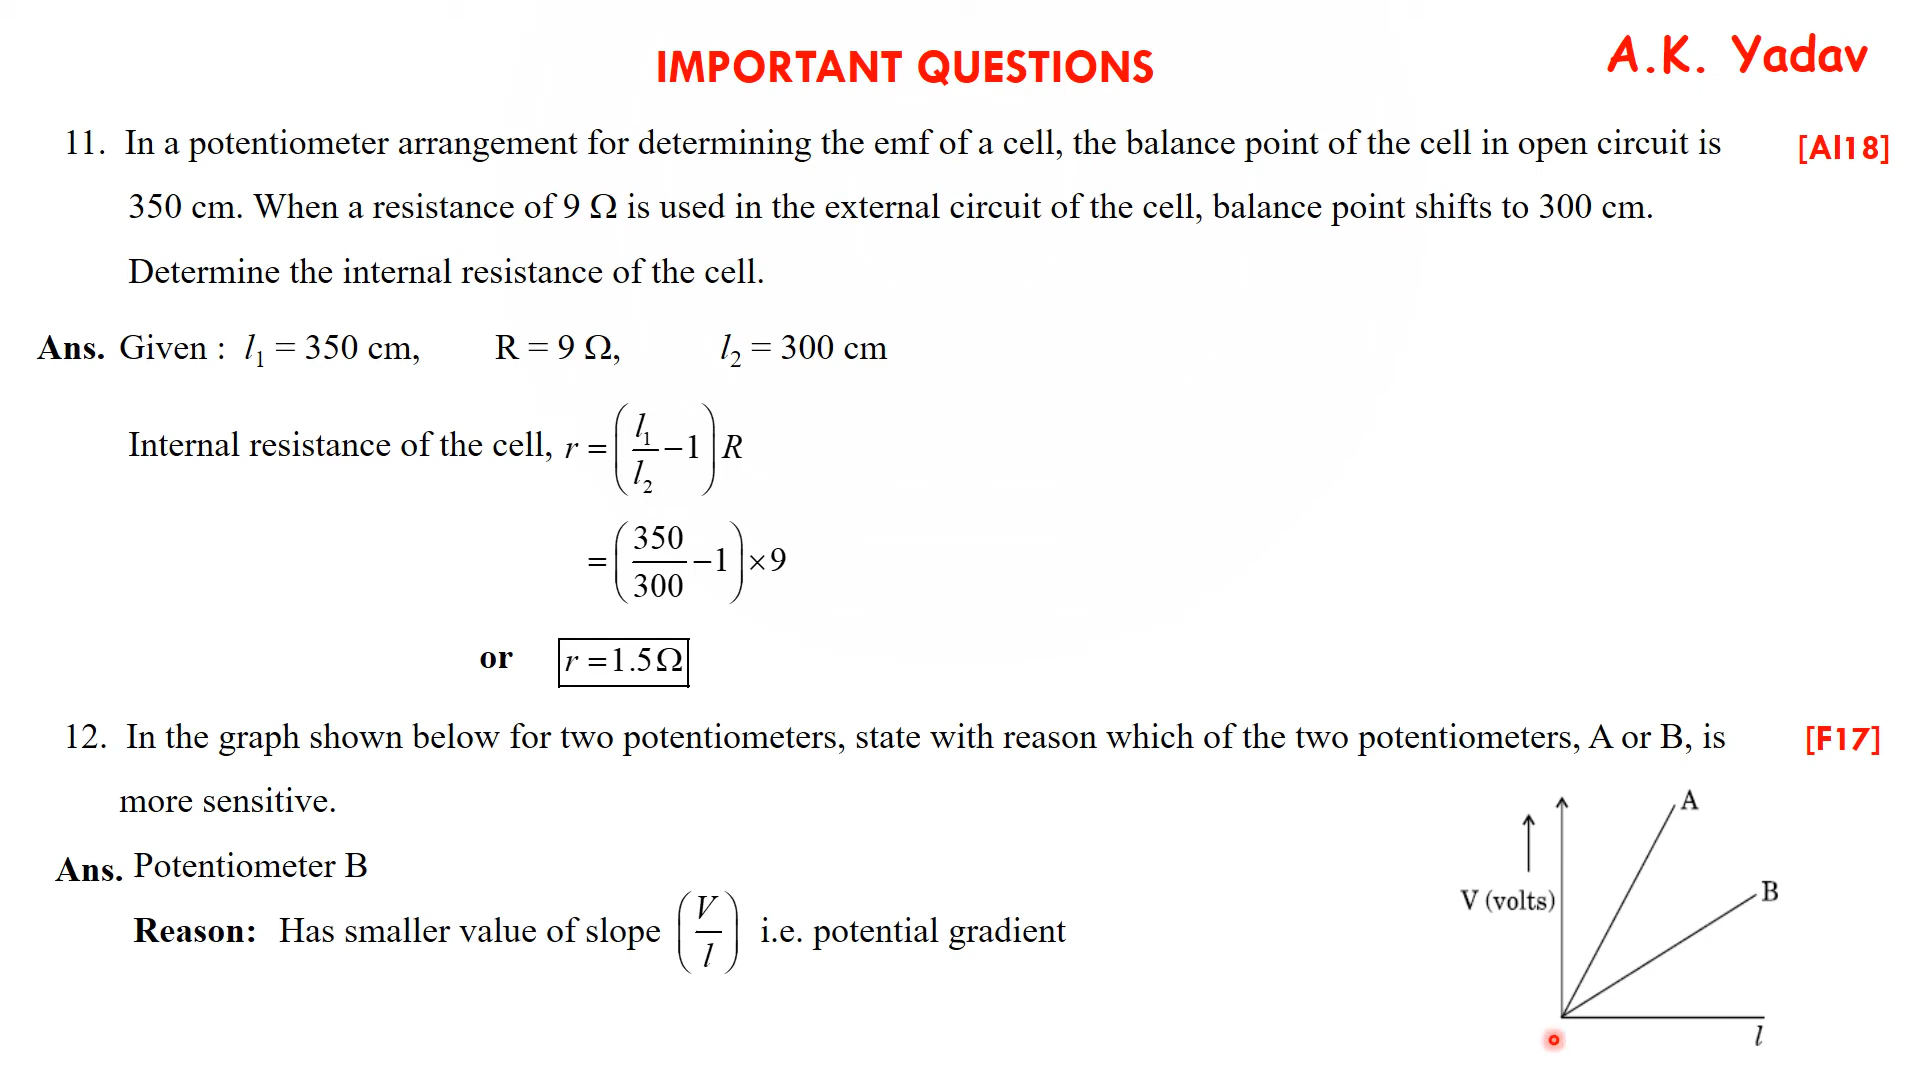 IMPORTANT QUESTIONS
A.K. Yadav
11. In a potentiometer arrangement for determining the emf of a cell, the balance point of the cell in open circuit is [AI18]
350 cm. When a resistance of 9 Ω is used in the external circuit of the cell, balance point shifts to 300 cm.
Determine the internal resistance of the cell.
Ans. Given : l₁ = 350 cm, R = 9 Ω, l₂ = 300 cm
Internal resistance of the cell, r = (l₁/l₂ − 1) R
= (350/300 − 1) × 9
or r = 1.5 Ω
12. In the graph shown below for two potentiometers, state with reason which of the two potentiometers, A or B, is [F17]
more sensitive.
Ans. Potentiometer B
Reason: Has smaller value of slope (V/l) i.e. potential gradient
A
B
V (volts)
l